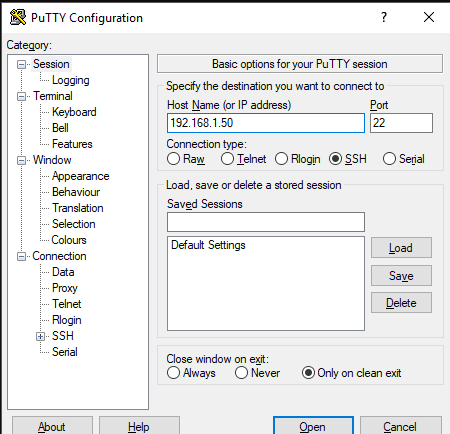 PuTTY Configuration
?
Category:
Session
Logging
Terminal
Keyboard
Bell
Features
Window
Appearance
Behaviour
Translation
Selection
Colours
Connection
Data
Proxy
Telnet
Rlogin
SSH
Serial
Basic options for your PuTTY session
Specify the destination you want to connect to
Host Name (or IP address) Port
192.168.1.50 22
Connection type:
Raw Telnet Rlogin SSH Serial
Load, save or delete a stored session
Saved Sessions
Default Settings
Load
Save
Delete
Close window on exit:
Always Never Only on clean exit
About Help Open Cancel